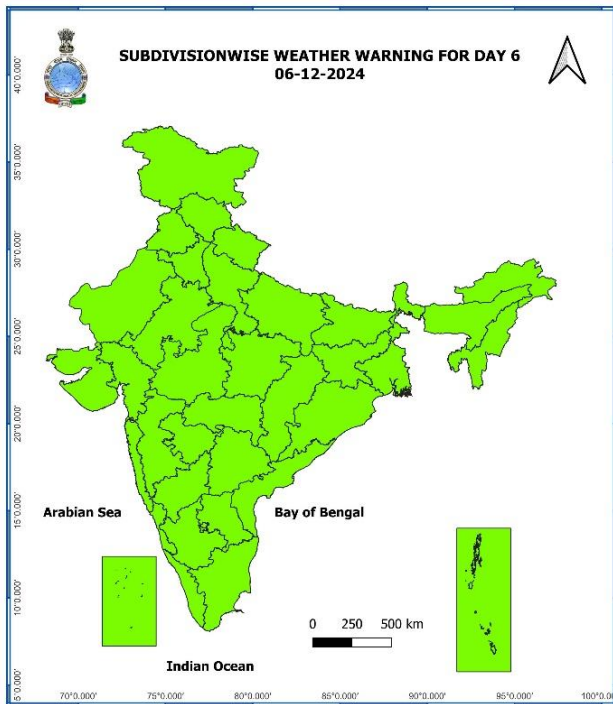 SUBDIVISIONWISE WEATHER WARNING FOR DAY 6
06-12-2024
40°0.000'
35°0.000'
30°0.000'
25°0.000'
20°0.000'
15°0.000'
10°0.000'
5°0.000'
Arabian Sea
Bay of Bengal
0 250 500 km
Indian Ocean
70°0.000' 75°0.000' 80°0.000' 85°0.000' 90°0.000' 95°0.000' 100°0.0